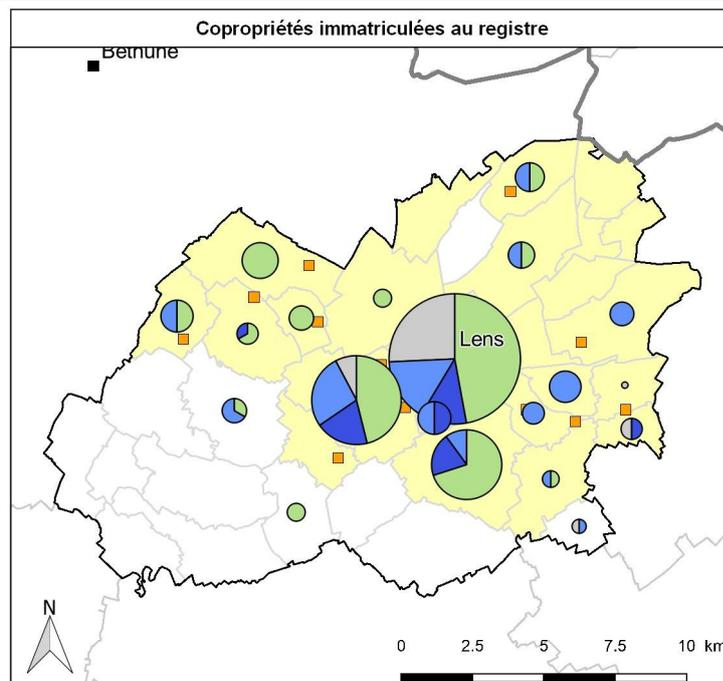 Copropriétés immatriculées au registre
Béthune
Lens
N
0 2.5 5 7.5 10 km